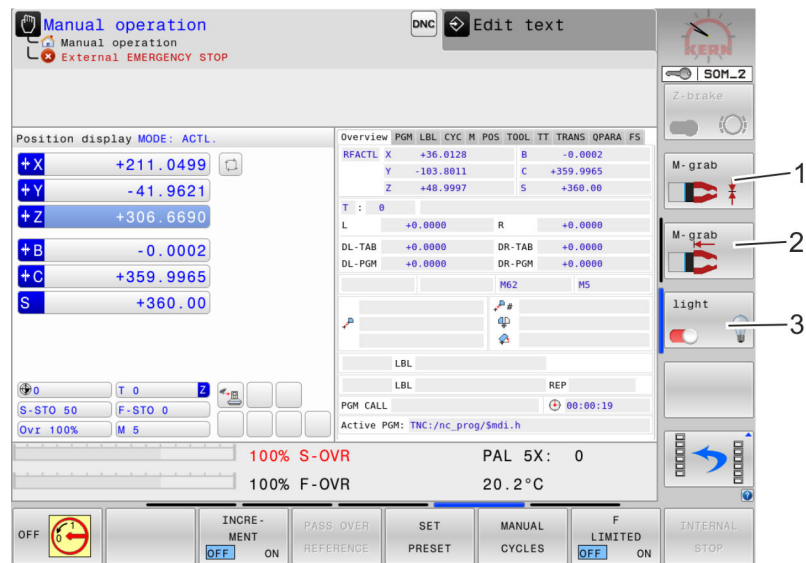 Manual operation
DNC
Edit text
Manual operation
External EMERGENCY STOP
KERN
SOM_2
Z-brake
Position display MODE: ACTL.
+X +211.0499
+Y -41.9621
+Z +306.6690
+B -0.0002
+C +359.9965
S +360.00
0 T 0 Z
S-STO 50 F-STO 0
Ovr 100% M 5
Overview PGM LBL CYC M POS TOOL TT TRANS QPARA FS
RFACTL X +36.0128 B -0.0002
Y -103.8011 C +359.9965
Z +48.9997 S +360.00
T : 0
L +0.0000 R +0.0000
DL-TAB +0.0000 DR-TAB +0.0000
DL-PGM +0.0000 DR-PGM +0.0000
M62 M5
#
LBL
LBL REP
PGM CALL 00:00:19
Active PGM: TNC:/nc_prog/$mdi.h
M-grab 1
M-grab 2
light 3
100% S-OVR PAL 5X: 0
100% F-OVR 20.2°C
OFF 0 1
INCRE-
MENT
OFF ON
PASS OVER
REFERENCE
SET
PRESET
MANUAL
CYCLES
F
LIMITED
OFF ON
INTERNAL
STOP